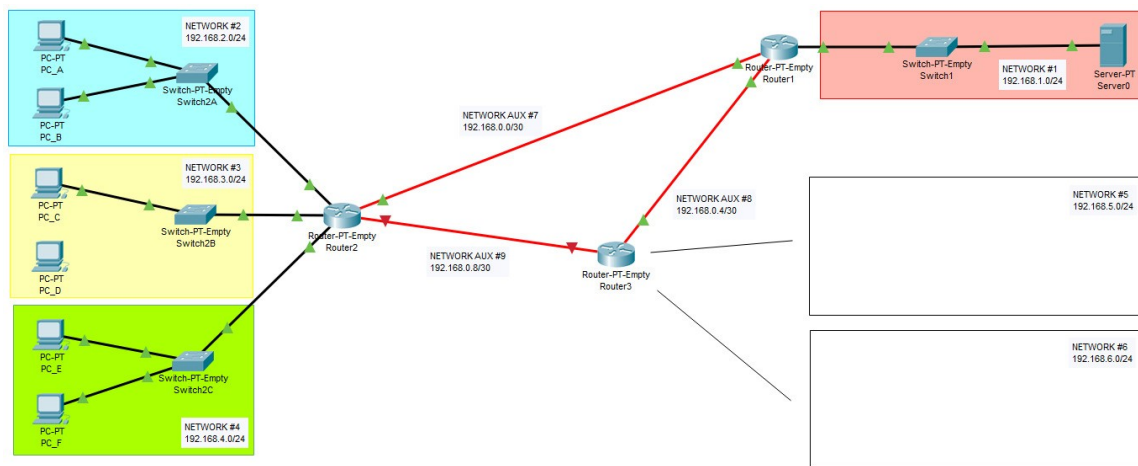 NETWORK #2
192.168.2.0/24
PC-PT
PC_A
PC-PT
PC_B
Switch-PT-Empty
Switch2A
NETWORK #3
192.168.3.0/24
PC-PT
PC_C
Switch-PT-Empty
Switch2B
PC-PT
PC_D
PC-PT
PC_E
Switch-PT-Empty
Switch2C
PC-PT
PC_F
NETWORK #4
192.168.4.0/24
Router-PT-Empty
Router2
NETWORK AUX #7
192.168.0.0/30
NETWORK AUX #9
192.168.0.8/30
Router-PT-Empty
Router3
NETWORK AUX #8
192.168.0.4/30
Router-PT-Empty
Router1
Switch-PT-Empty
Switch1
NETWORK #1
192.168.1.0/24
Server-PT
Server0
NETWORK #5
192.168.5.0/24
NETWORK #6
192.168.6.0/24